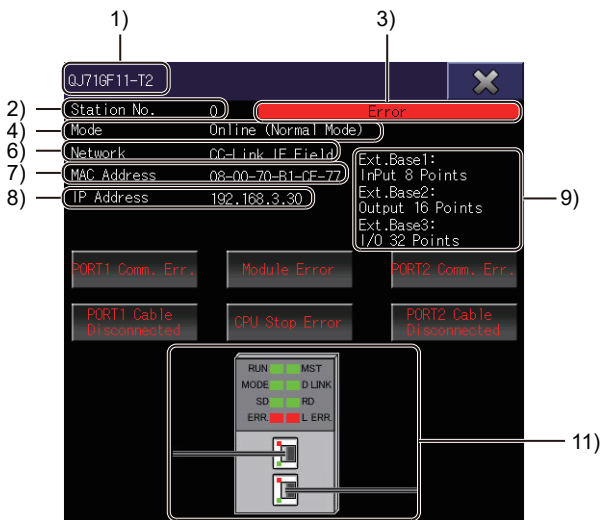 1)
3)
QJ71GF11-T2
2)
Station No. 0
Error
4)
Mode Online (Normal Mode)
6)
Network CC-Link IE Field
7)
MAC Address 08-00-70-B1-CF-77
8)
IP Address 192.168.3.30
Ext.Base1:
InPut 8 Points
Ext.Base2:
Output 16 Points
Ext.Base3:
I/O 32 Points
9)
PORT1 Comm. Err.
Module Error
PORT2 Comm. Err.
PORT1 Cable
Disconnected
CPU Stop Error
PORT2 Cable
Disconnected
RUN MST
MODE D LINK
SD RD
ERR. L ERR.
11)